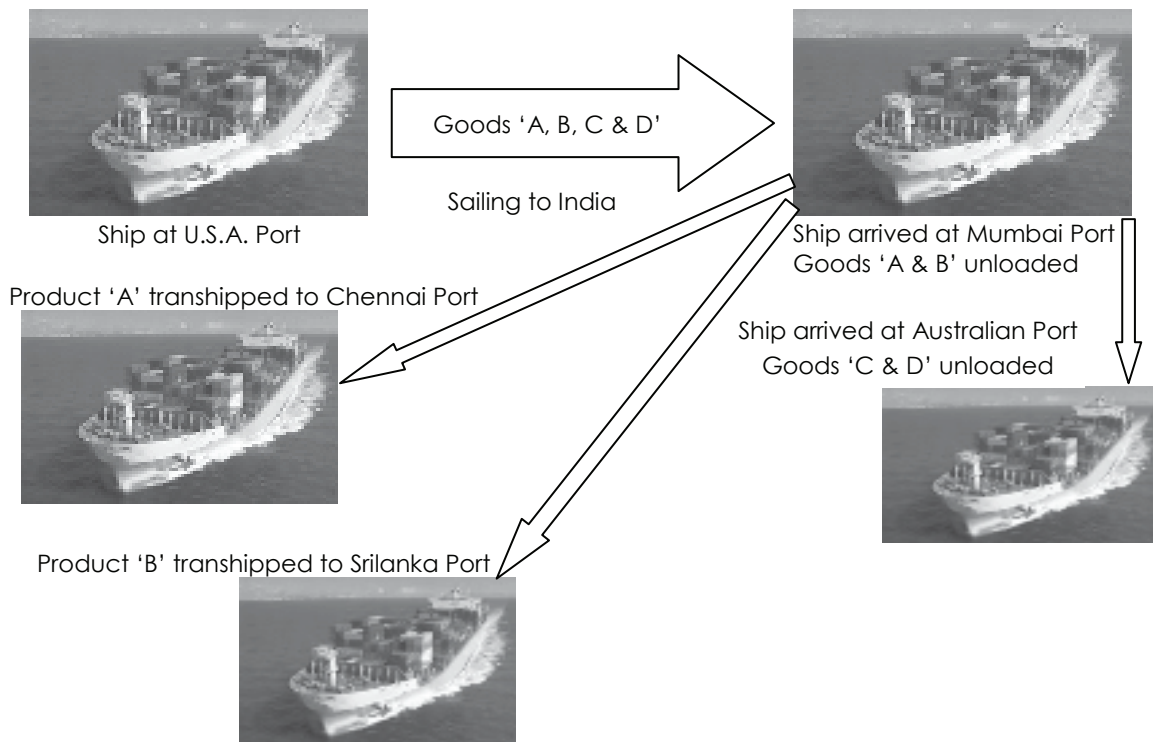 Goods ‘A, B, C & D’
Sailing to India
Ship at U.S.A. Port
Ship arrived at Mumbai Port
Goods ‘A & B’ unloaded
Product ‘A’ transhipped to Chennai Port
Ship arrived at Australian Port
Goods ‘C & D’ unloaded
Product ‘B’ transhipped to Srilanka Port